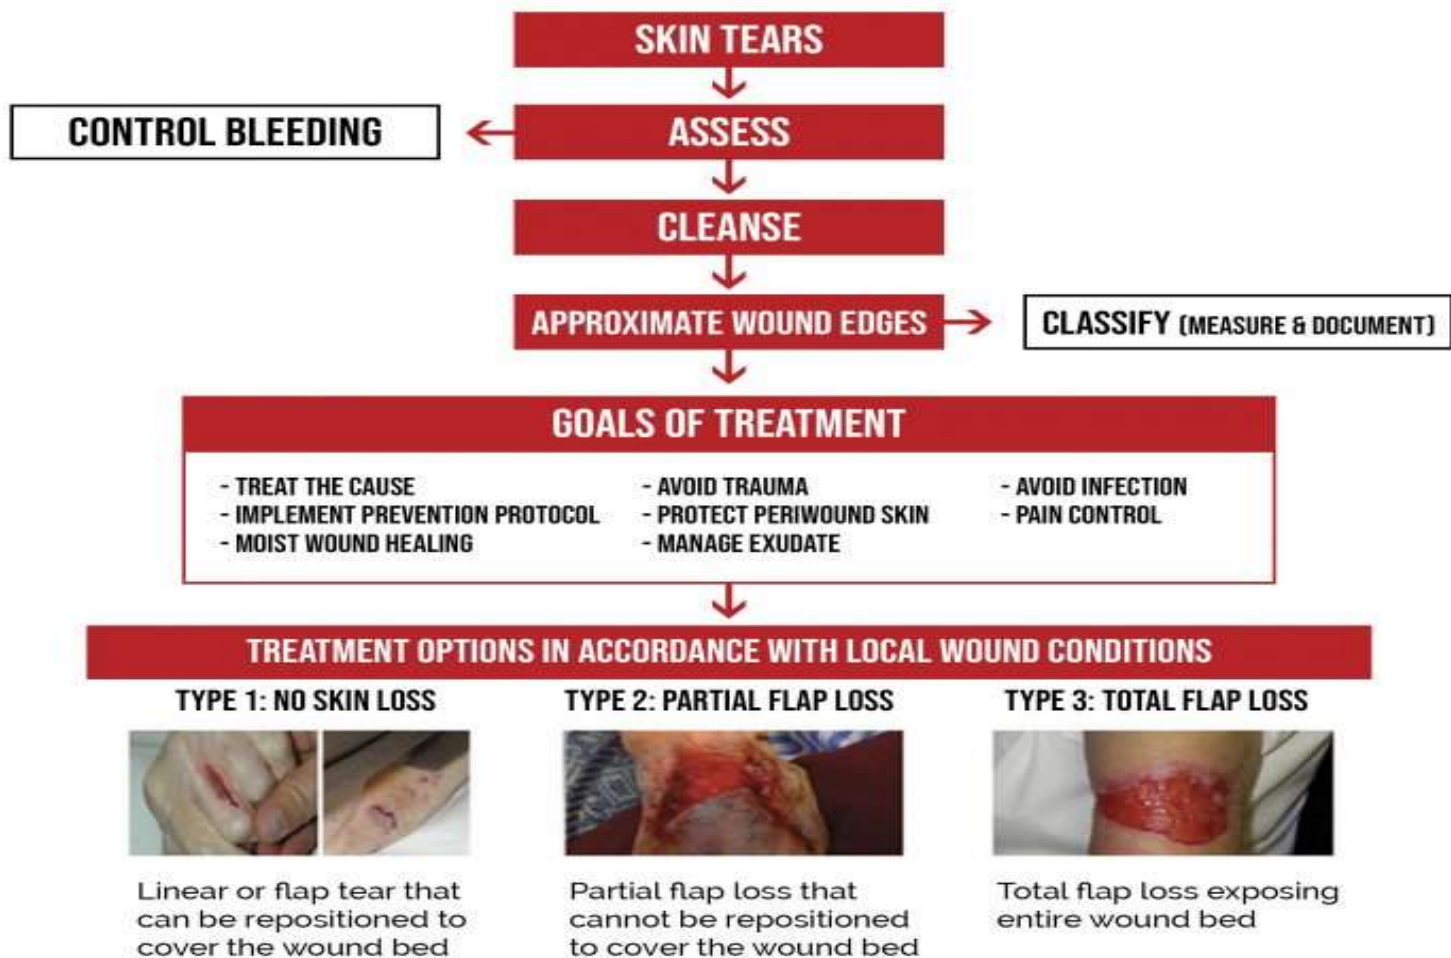 SKIN TEARS
CONTROL BLEEDING
ASSESS
CLEANSE
APPROXIMATE WOUND EDGES
CLASSIFY (MEASURE & DOCUMENT)
GOALS OF TREATMENT
- TREAT THE CAUSE
- IMPLEMENT PREVENTION PROTOCOL
- MOIST WOUND HEALING
- AVOID TRAUMA
- PROTECT PERIWOUND SKIN
- MANAGE EXUDATE
- AVOID INFECTION
- PAIN CONTROL
TREATMENT OPTIONS IN ACCORDANCE WITH LOCAL WOUND CONDITIONS
TYPE 1: NO SKIN LOSS
Linear or flap tear that
can be repositioned to
cover the wound bed
TYPE 2: PARTIAL FLAP LOSS
Partial flap loss that
cannot be repositioned
to cover the wound bed
TYPE 3: TOTAL FLAP LOSS
Total flap loss exposing
entire wound bed